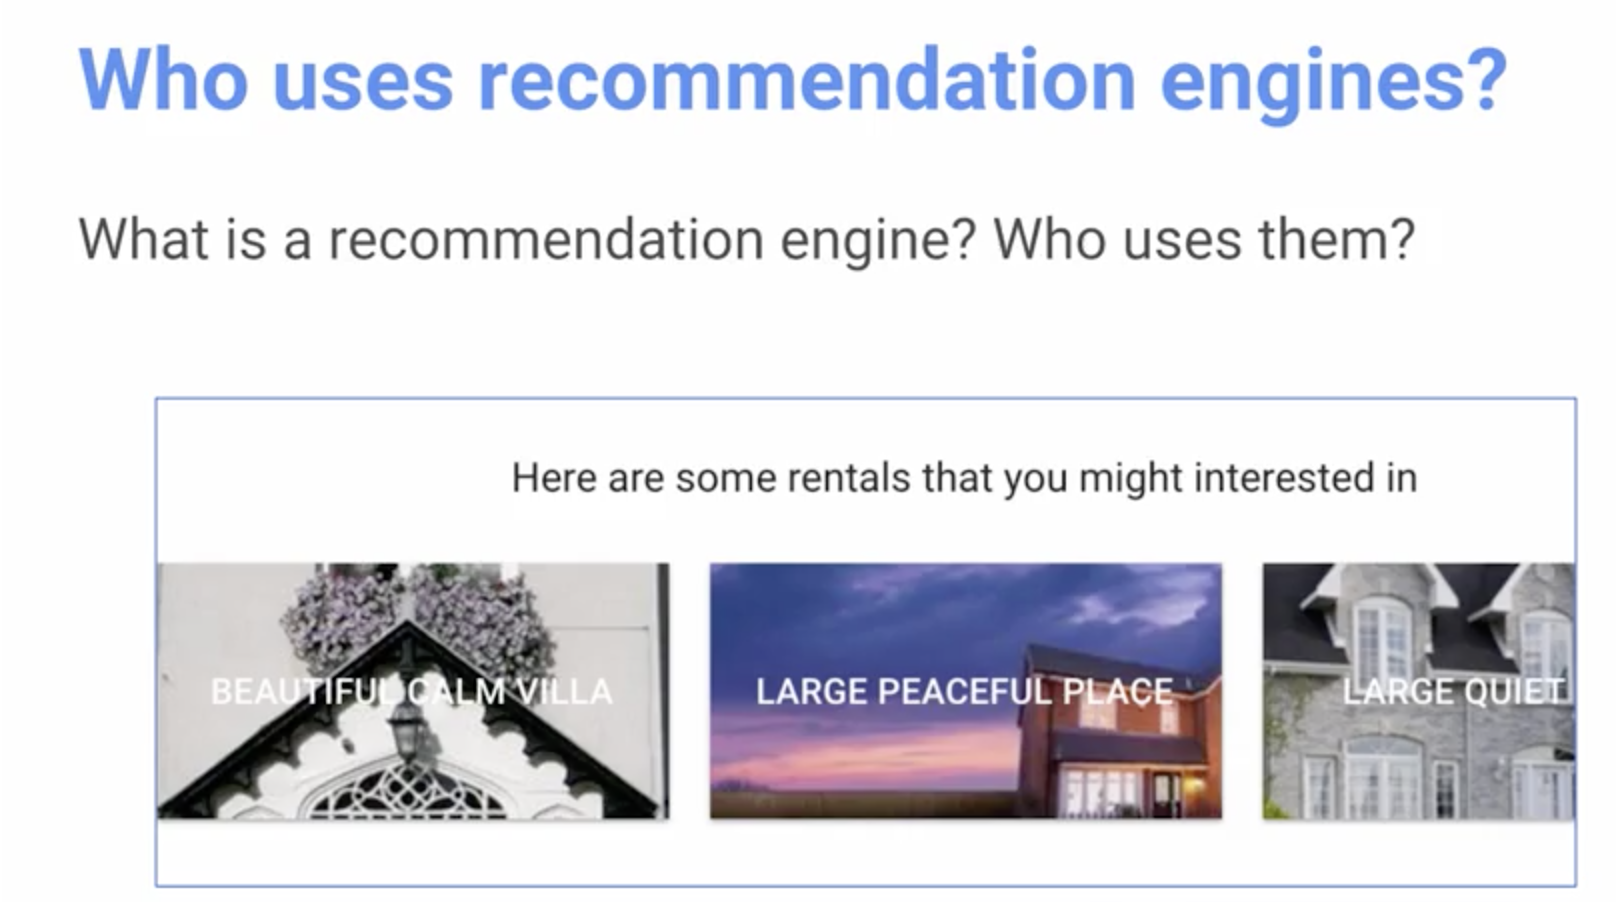 Who uses recommendation engines?
What is a recommendation engine? Who uses them?
Here are some rentals that you might interested in
BEAUTIFUL CALM VILLA
LARGE PEACEFUL PLACE
LARGE QUIET